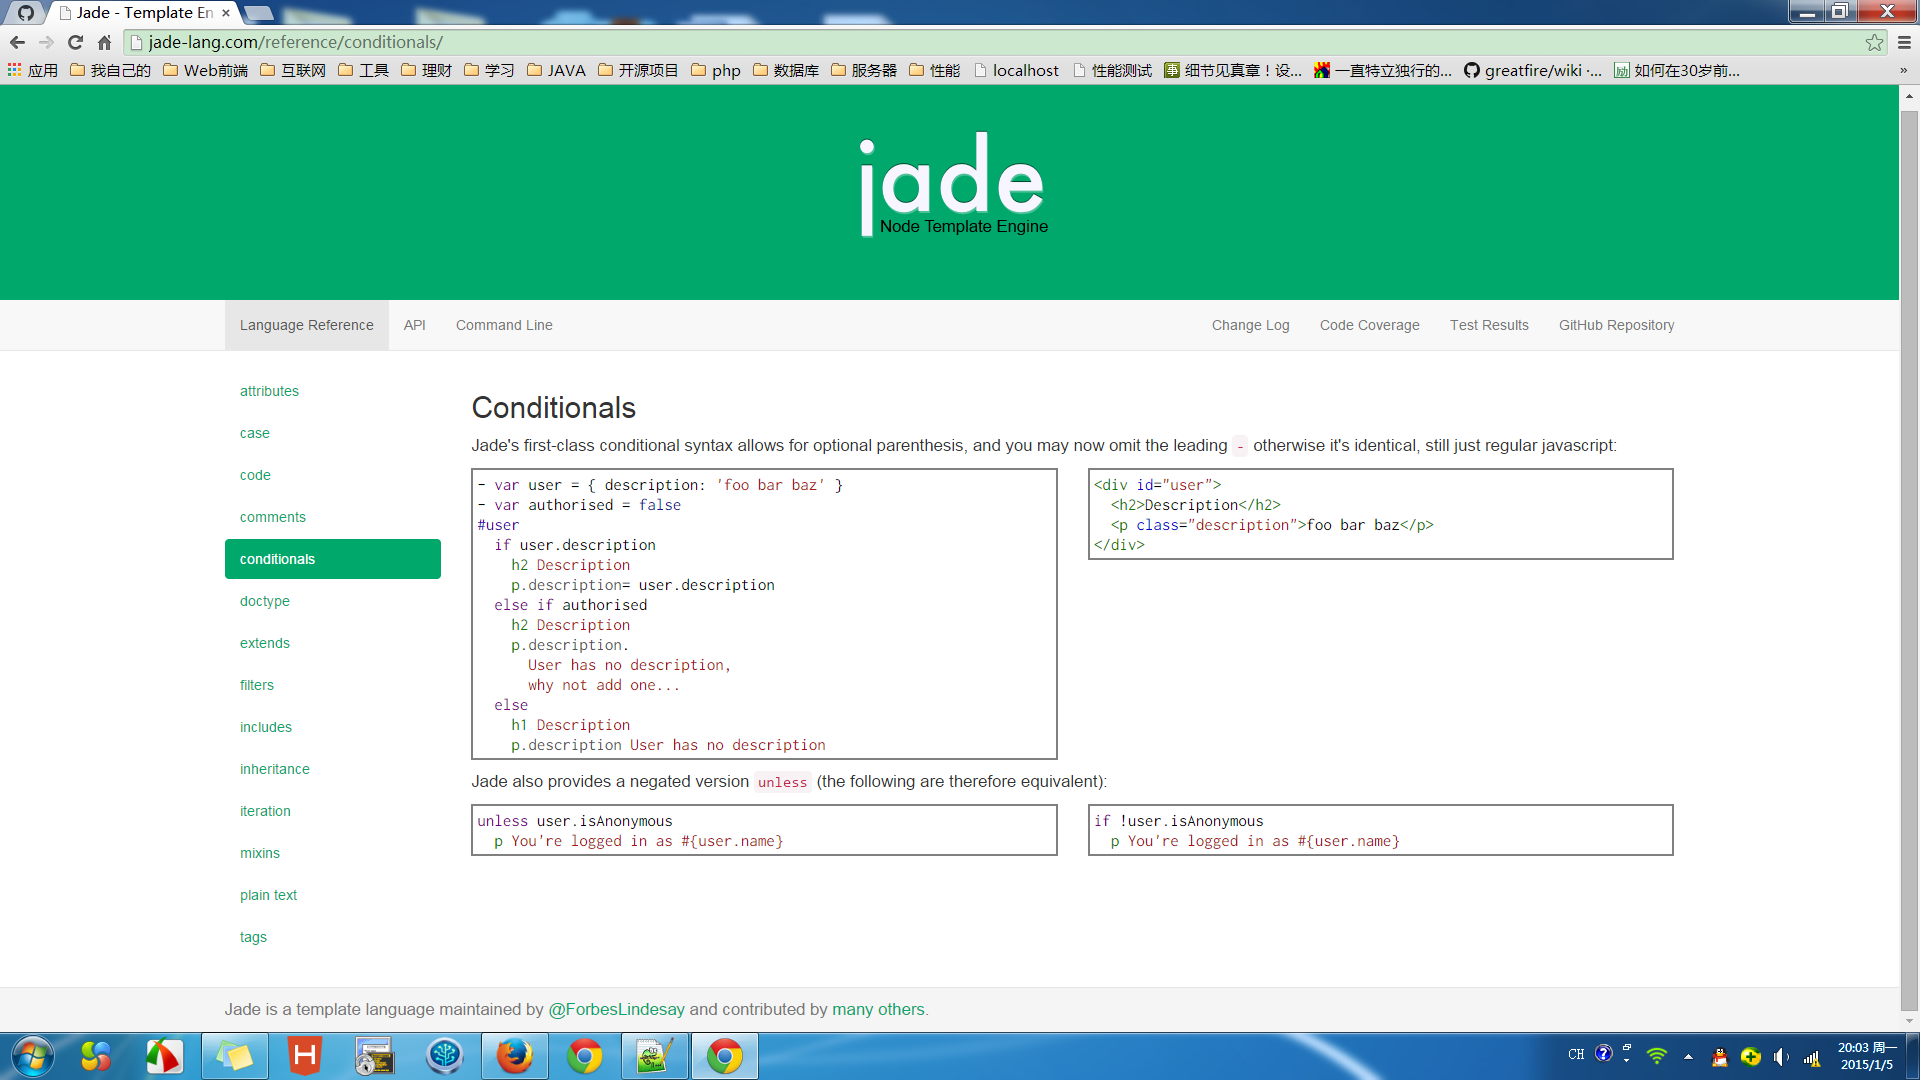 Jade - Template En
jade-lang.com/reference/conditionals/
应用 我自己的 Web前端 互联网 工具 理财 学习 JAVA 开源项目 php 数据库 服务器 性能 localhost 性能测试 细节见真章！设... 一直特立独行的... greatfire/wiki ·... 如何在30岁前... »
jade
Node Template Engine
Language Reference API Command Line Change Log Code Coverage Test Results GitHub Repository
attributes
case
code
comments
conditionals
doctype
extends
filters
includes
inheritance
iteration
mixins
plain text
tags
Conditionals
Jade's first-class conditional syntax allows for optional parenthesis, and you may now omit the leading - otherwise it's identical, still just regular javascript:
- var user = { description: 'foo bar baz' }
- var authorised = false
#user
  if user.description
    h2 Description
    p.description= user.description
  else if authorised
    h2 Description
    p.description.
      User has no description,
      why not add one...
  else
    h1 Description
    p.description User has no description
<div id="user">
  <h2>Description</h2>
  <p class="description">foo bar baz</p>
</div>
Jade also provides a negated version unless (the following are therefore equivalent):
unless user.isAnonymous
  p You're logged in as #{user.name}
if !user.isAnonymous
  p You're logged in as #{user.name}
Jade is a template language maintained by @ForbesLindesay and contributed by many others.
CH
20:03 周一
2015/1/5